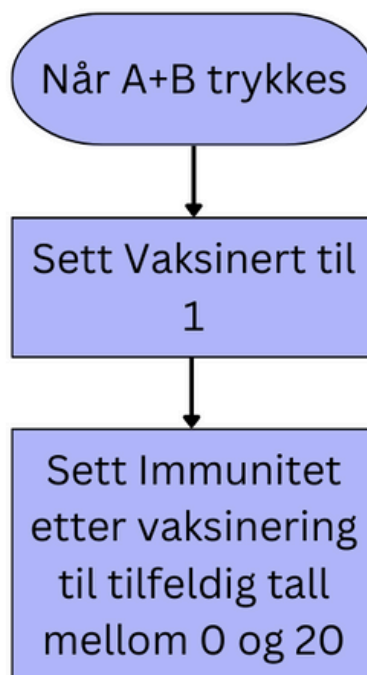 Når A+B trykkes
Sett Vaksinert til
1
Sett Immunitet
etter vaksinering
til tilfeldig tall
mellom 0 og 20